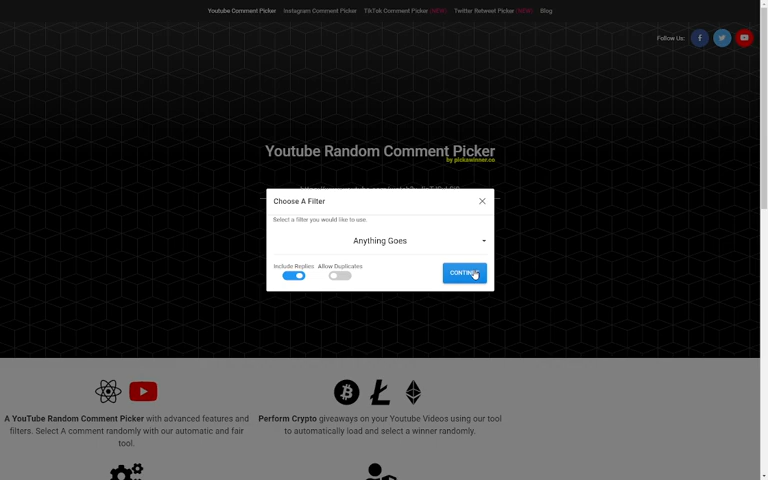 Youtube Comment Picker Instagram Comment Picker TikTok Comment Picker (NEW) Twitter Retweet Picker (NEW) Blog
Follow Us:
Youtube Random Comment Picker
by pickawinner.co
Choose A Filter
Select a filter you would like to use.
Anything Goes
Include Replies Allow Duplicates
CONTINUE
A YouTube Random Comment Picker with advanced features and
filters. Select A comment randomly with our automatic and fair
tool.
Perform Crypto giveaways on your Youtube Videos using our tool
to automatically load and select a winner randomly.